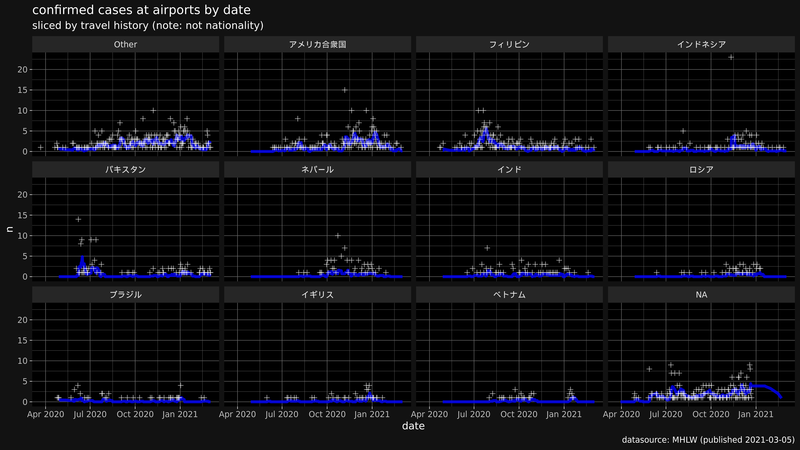 confirmed cases at airports by date
sliced by travel history (note: not nationality)
Other アメリカ合衆国 フィリピン インドネシア
20
15
10
5
0
パキスタン ネパール インド ロシア
20
15
n
10
5
0
ブラジル イギリス ベトナム NA
20
15
10
5
0
Apr 2020 Jul 2020 Oct 2020 Jan 2021 Apr 2020 Jul 2020 Oct 2020 Jan 2021 Apr 2020 Jul 2020 Oct 2020 Jan 2021 Apr 2020 Jul 2020 Oct 2020 Jan 2021
date
datasource: MHLW (published 2021-03-05)